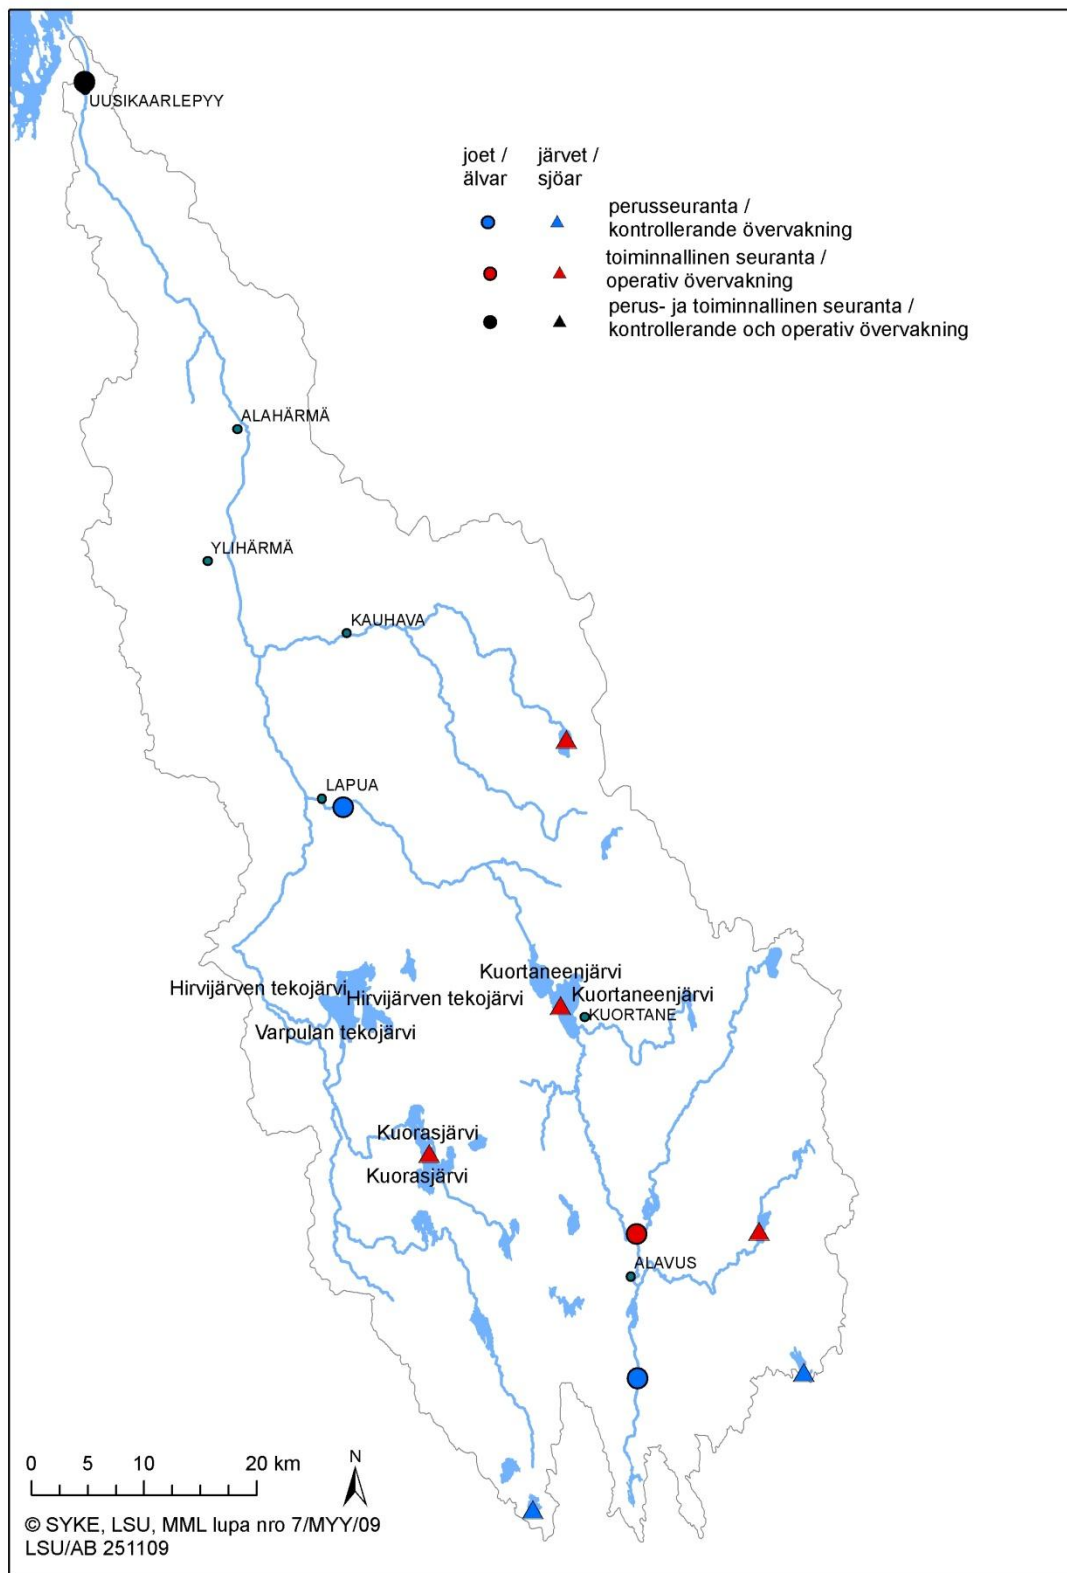 UUSIKAARLEPYY
joet / järvet /
älvar sjöar
perusseuranta /
kontrollerande övervakning
toiminnallinen seuranta /
operativ övervakning
perus- ja toiminnallinen seuranta /
kontrollerande och operativ övervakning
ALAHÄRMÄ
YLIHÄRMÄ
KAUHAVA
LAPUA
Kuortaneenjärvi
Hirvijärven tekojärvi
Hirvijärven tekojärvi
Kuortaneenjärvi
KUORTANE
Varpulan tekojärvi
Kuorasjärvi
Kuorasjärvi
ALAVUS
N
0 5 10 20 km
© SYKE, LSU, MML lupa nro 7/MYY/09
LSU/AB 251109